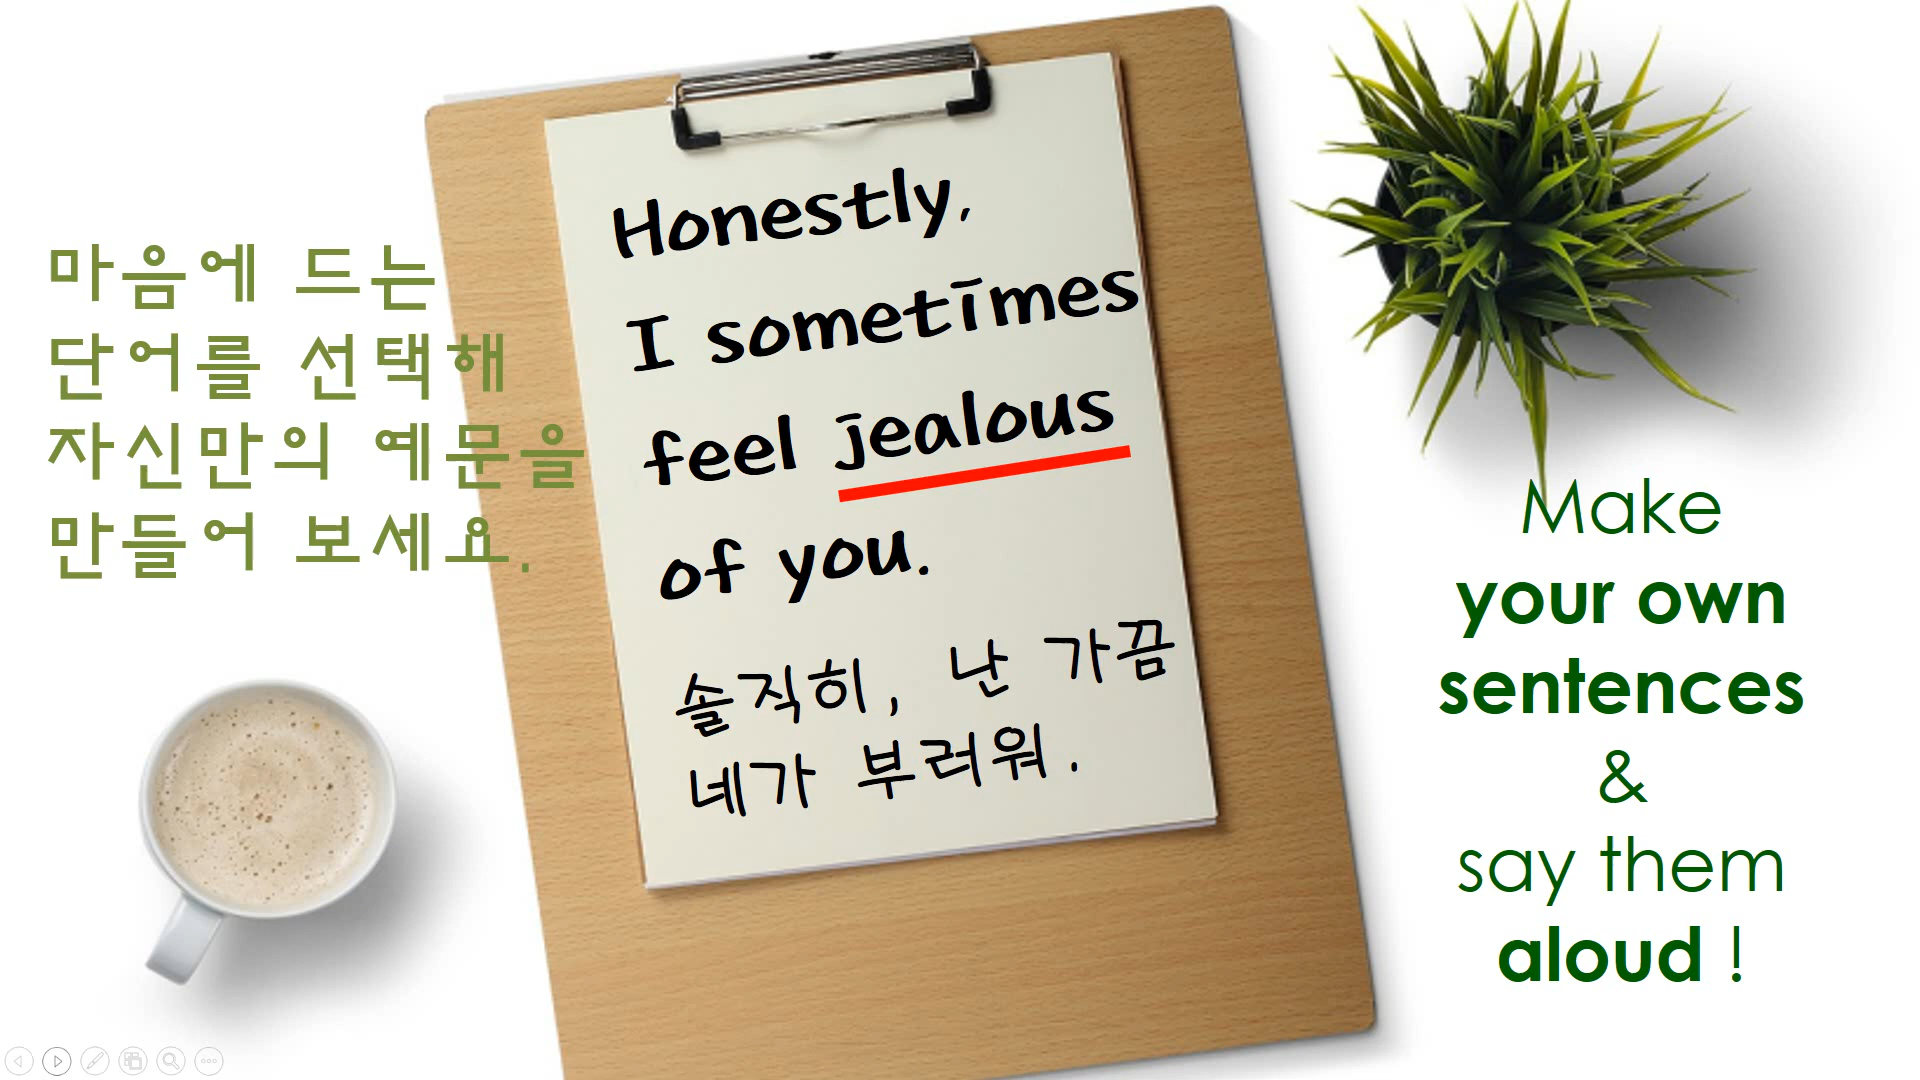 마음에 드는
단어를 선택해
자신만의 예문을
만들어 보세요.
Honestly,
I sometimes
feel jealous
of you.
솔직히, 난 가끔
네가 부러워.
Make
your own
sentences
&
say them
aloud !